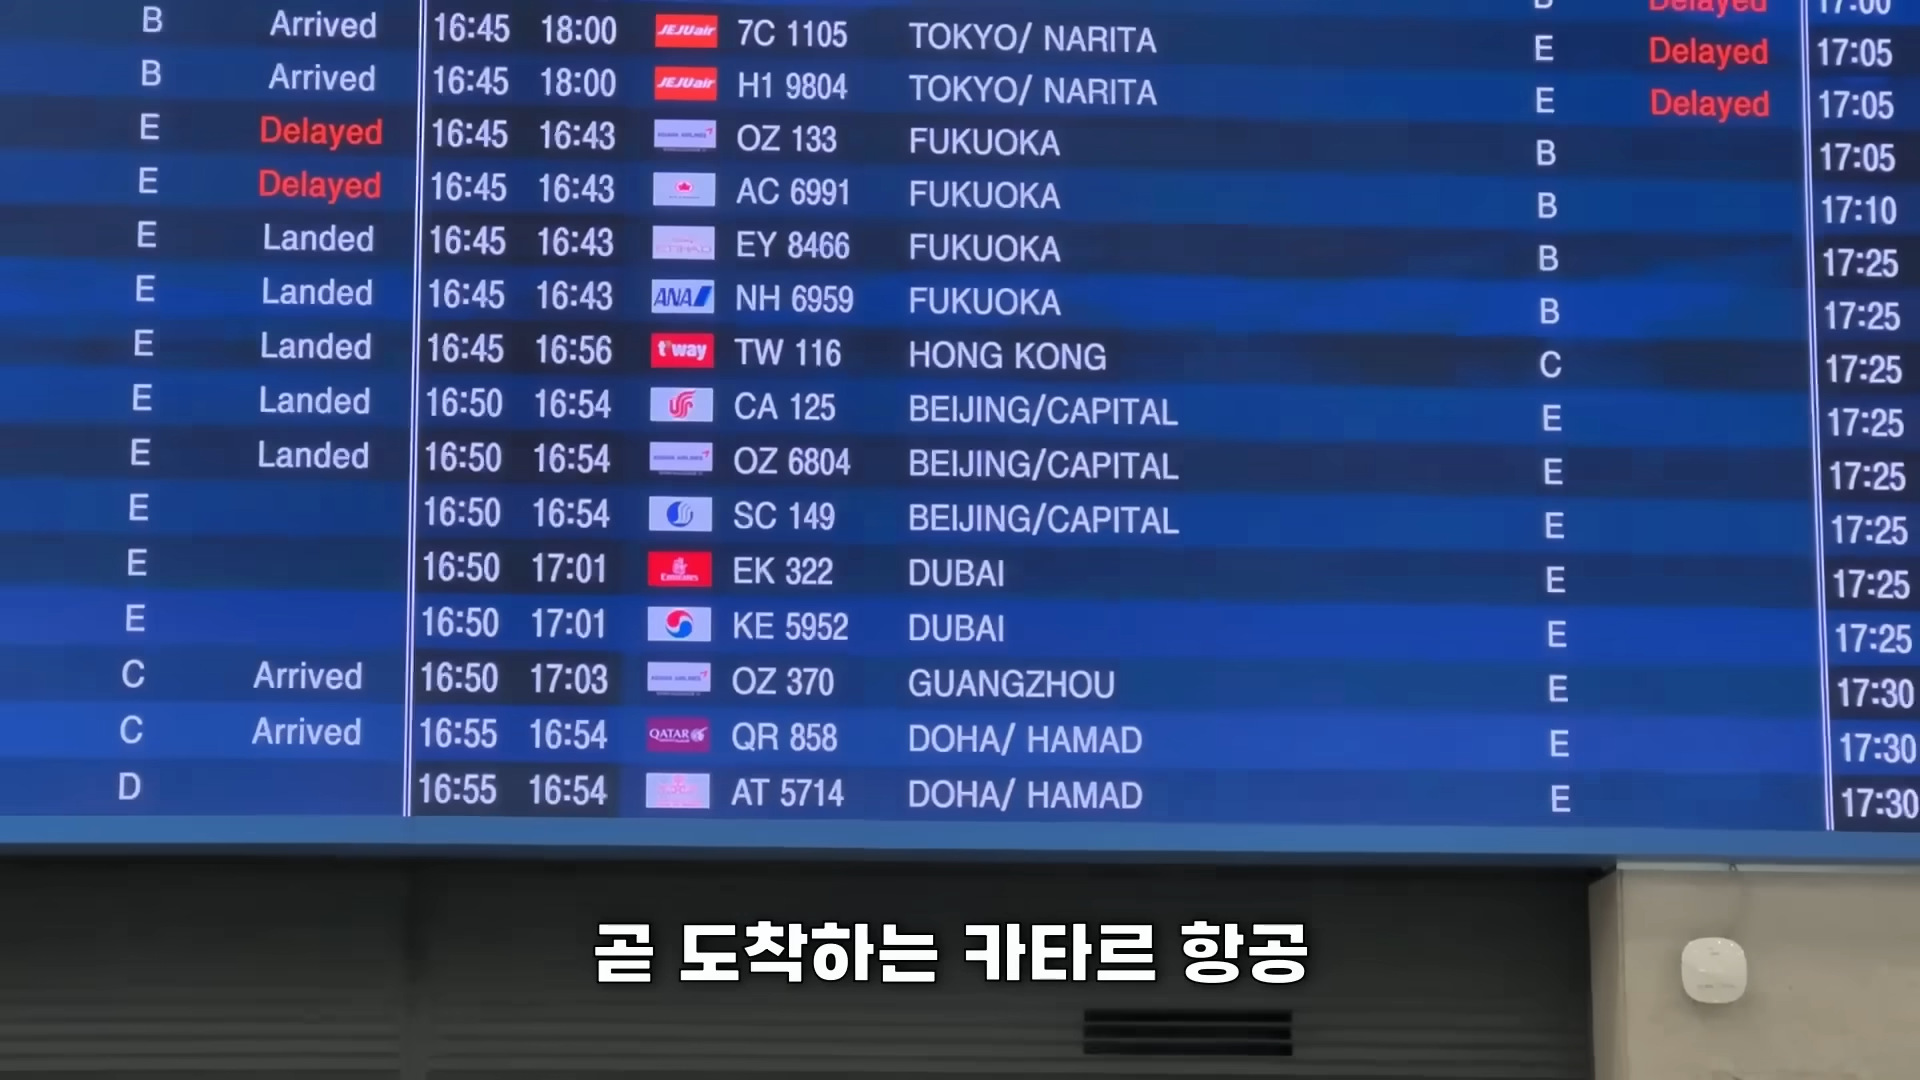 B Arrived 16:45 18:00 JEJUair 7C 1105 TOKYO/ NARITA E Delayed 17:05
B Arrived 16:45 18:00 JEJUair H1 9804 TOKYO/ NARITA E Delayed 17:05
E Delayed 16:45 16:43 OZ 133 FUKUOKA B 17:05
E Delayed 16:45 16:43 AC 6991 FUKUOKA B 17:10
E Landed 16:45 16:43 EY 8466 FUKUOKA B 17:25
E Landed 16:45 16:43 ANA NH 6959 FUKUOKA B 17:25
E Landed 16:45 16:56 t'way TW 116 HONG KONG C 17:25
E Landed 16:50 16:54 CA 125 BEIJING/CAPITAL E 17:25
E Landed 16:50 16:54 OZ 6804 BEIJING/CAPITAL E 17:25
E 16:50 16:54 SC 149 BEIJING/CAPITAL E 17:25
E 16:50 17:01 Emirates EK 322 DUBAI E 17:25
E 16:50 17:01 KE 5952 DUBAI E 17:25
C Arrived 16:50 17:03 OZ 370 GUANGZHOU E 17:30
C Arrived 16:55 16:54 QATAR QR 858 DOHA/ HAMAD E 17:30
D 16:55 16:54 AT 5714 DOHA/ HAMAD E 17:30
곧 도착하는 카타르 항공